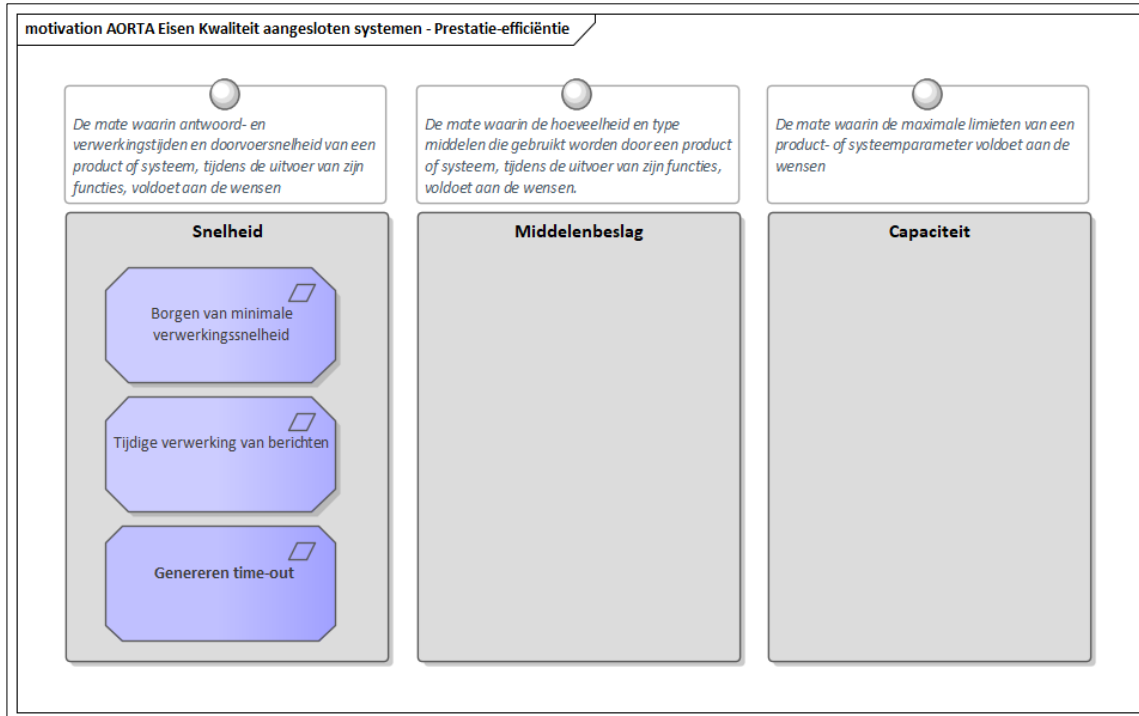 motivation AORTA Eisen Kwaliteit aangesloten systemen - Prestatie-efficiëntie
De mate waarin antwoord- en
verwerkingstijden en doorvoersnelheid van een
product of systeem, tijdens de uitvoer van zijn
functies, voldoet aan de wensen
De mate waarin de hoeveelheid en type
middelen die gebruikt worden door een product
of systeem, tijdens de uitvoer van zijn functies,
voldoet aan de wensen.
De mate waarin de maximale limieten van een
product- of systeemparameter voldoet aan de
wensen
Snelheid
Borgen van minimale
verwerkingssnelheid
Tijdige verwerking van berichten
Genereren time-out
Middelenbeslag
Capaciteit